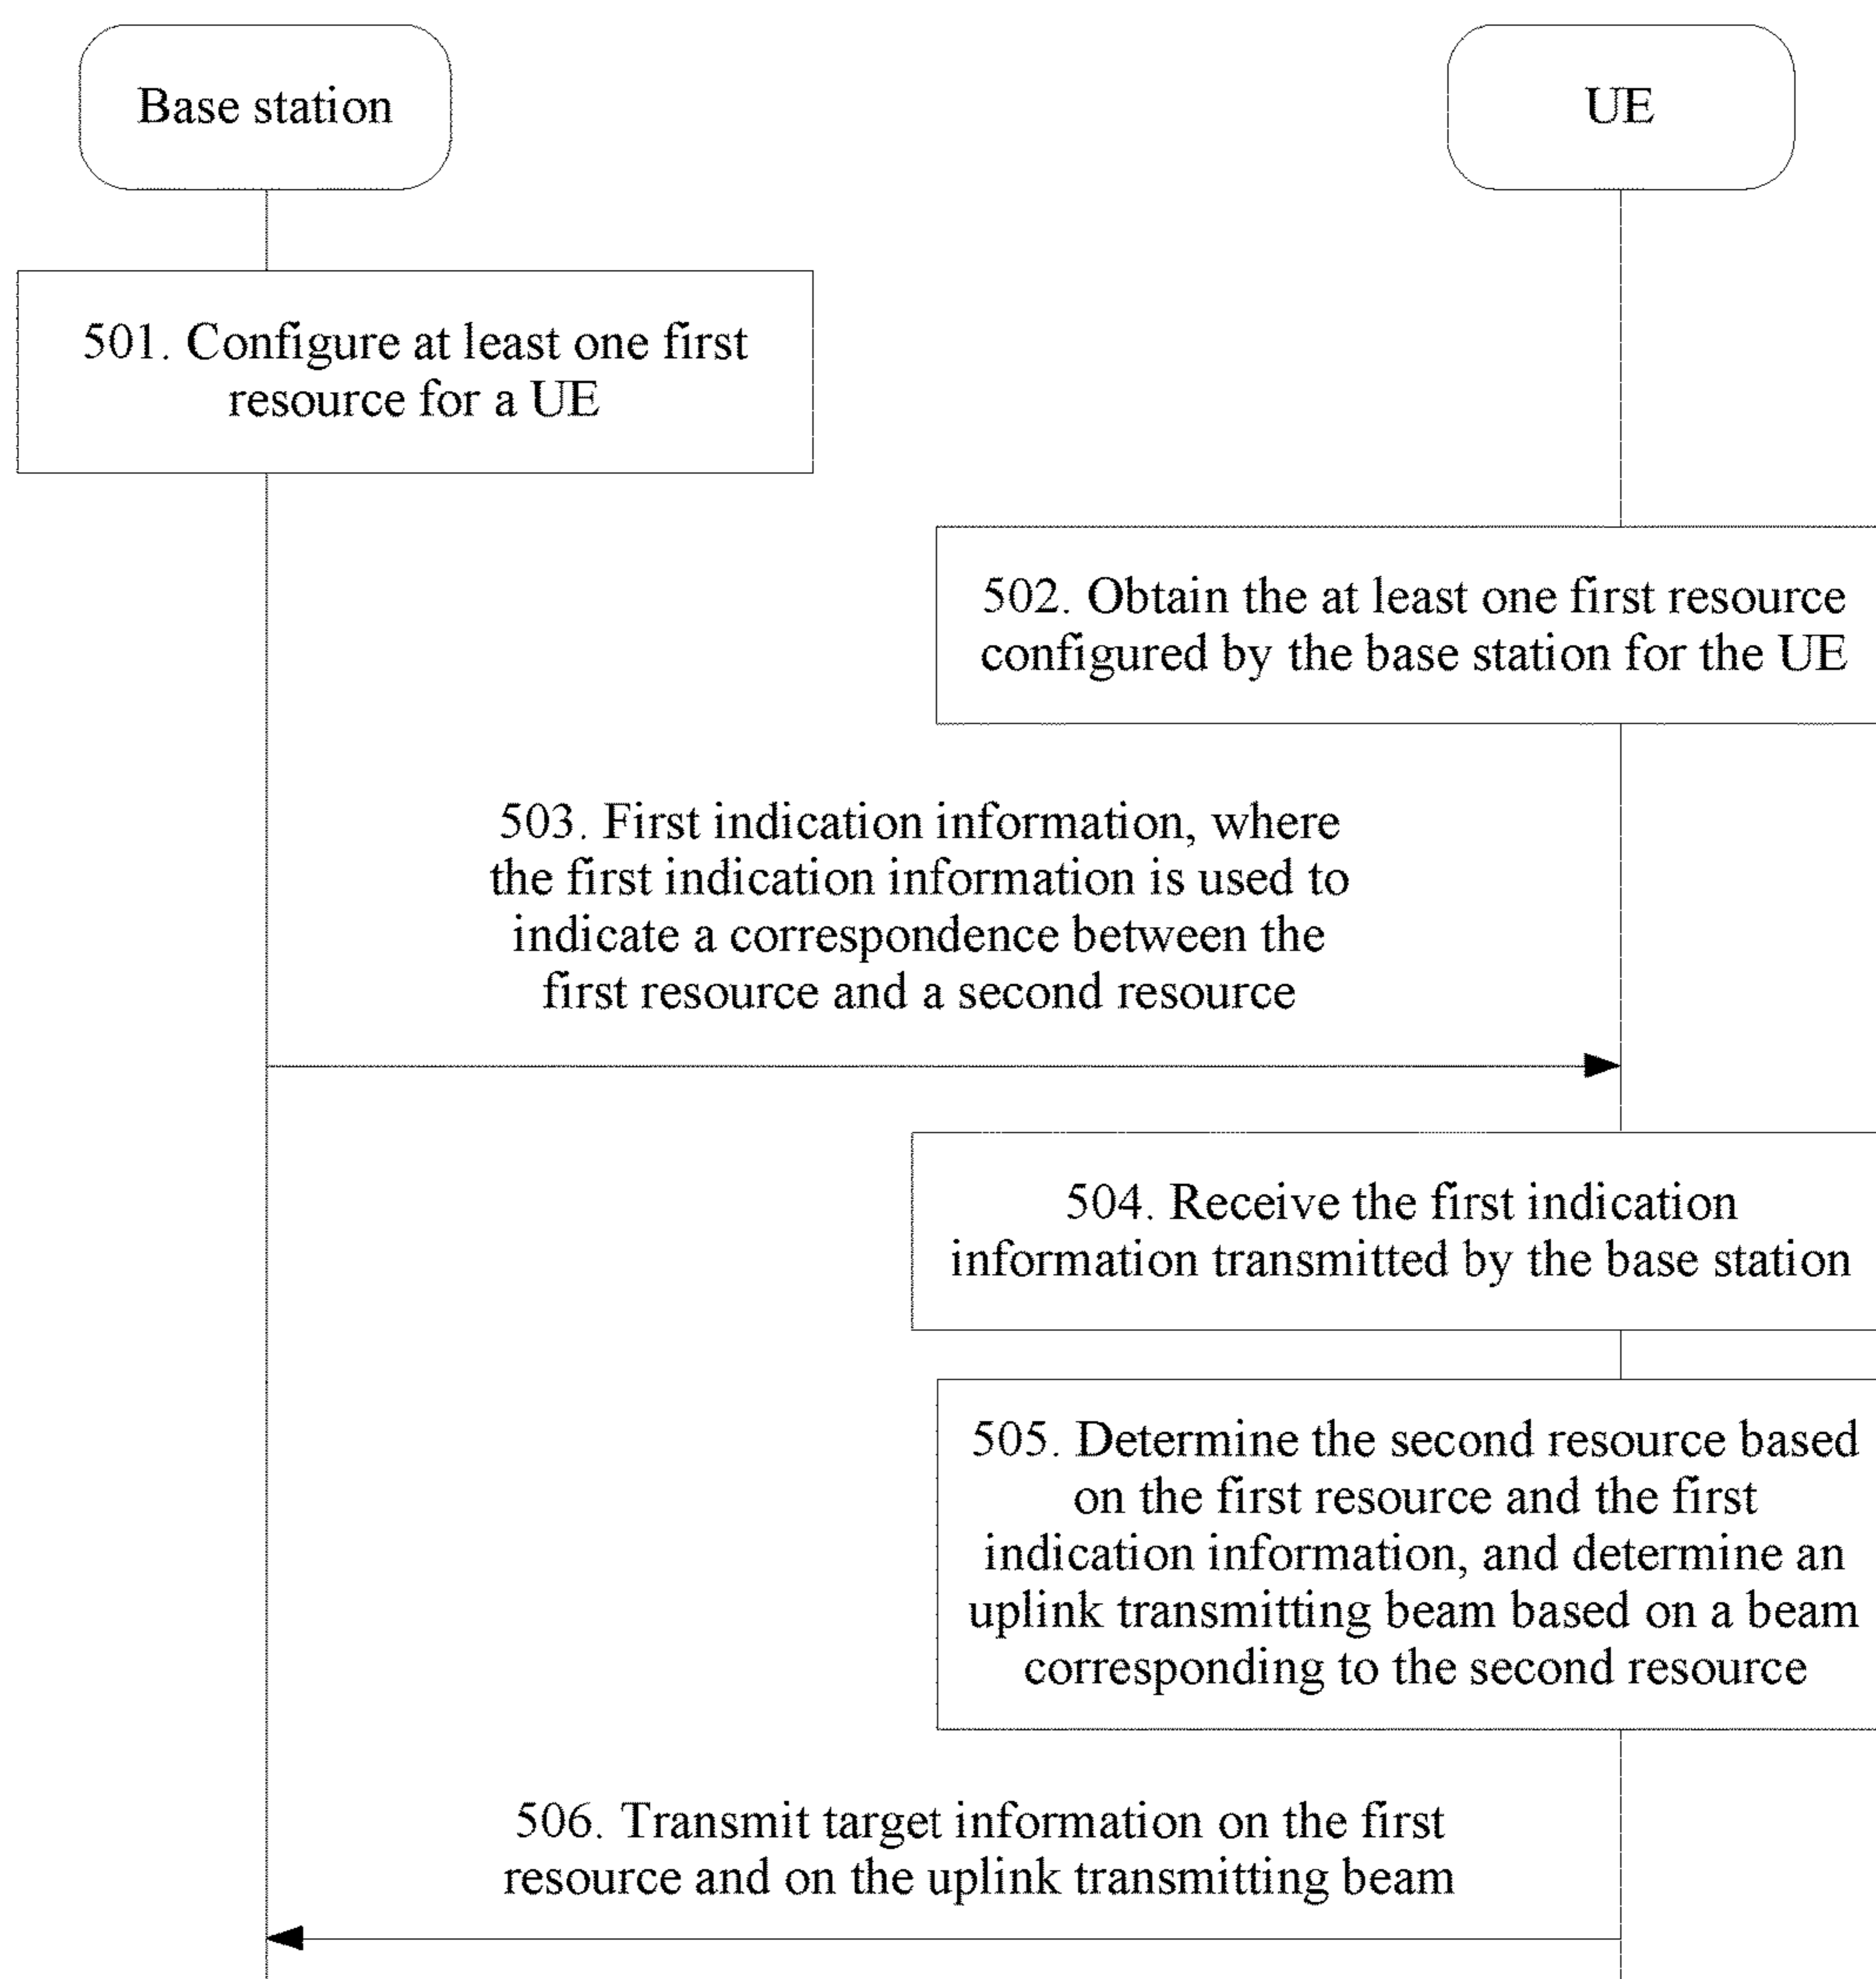 Base station
UE
501. Configure at least one first
resource for a UE
502. Obtain the at least one first resource
configured by the base station for the UE
503. First indication information, where
the first indication information is used to
indicate a correspondence between the
first resource and a second resource
504. Receive the first indication
information transmitted by the base station
505. Determine the second resource based
on the first resource and the first
indication information, and determine an
uplink transmitting beam based on a beam
corresponding to the second resource
506. Transmit target information on the first
resource and on the uplink transmitting beam